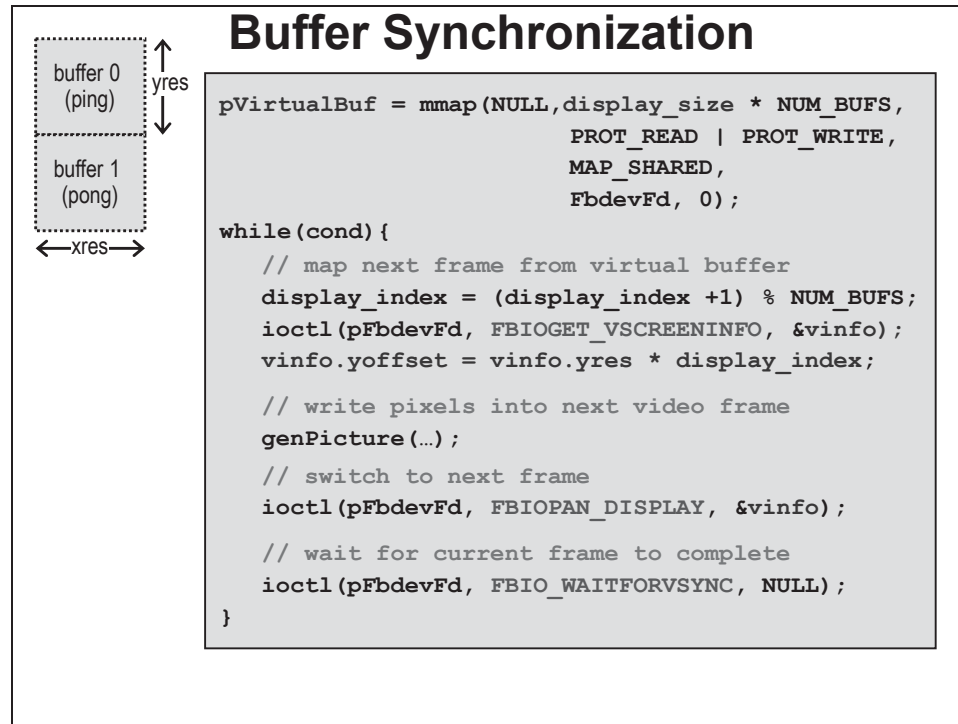 Buffer Synchronization
buffer 0
(ping)
yres
buffer 1
(pong)
xres
pVirtualBuf = mmap(NULL,display_size * NUM_BUFS,
PROT_READ | PROT_WRITE,
MAP_SHARED,
FbdevFd, 0);
while(cond){
// map next frame from virtual buffer
display_index = (display_index +1) % NUM_BUFS;
ioctl(pFbdevFd, FBIOGET_VSCREENINFO, &vinfo);
vinfo.yoffset = vinfo.yres * display_index;
// write pixels into next video frame
genPicture(…);
// switch to next frame
ioctl(pFbdevFd, FBIOPAN_DISPLAY, &vinfo);
// wait for current frame to complete
ioctl(pFbdevFd, FBIO_WAITFORVSYNC, NULL);
}